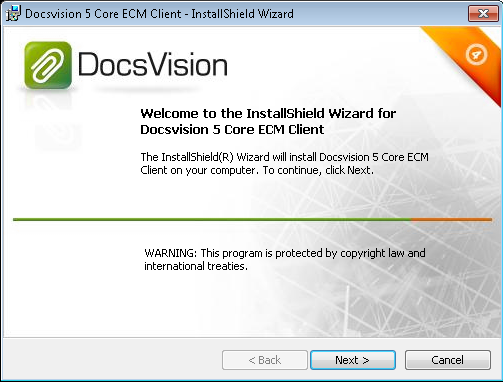 Docsvision 5 Core ECM Client - InstallShield Wizard
DocsVision
Welcome to the InstallShield Wizard for
Docsvision 5 Core ECM Client
The InstallShield(R) Wizard will install Docsvision 5 Core ECM
Client on your computer. To continue, click Next.
WARNING: This program is protected by copyright law and
international treaties.
< Back
Next >
Cancel